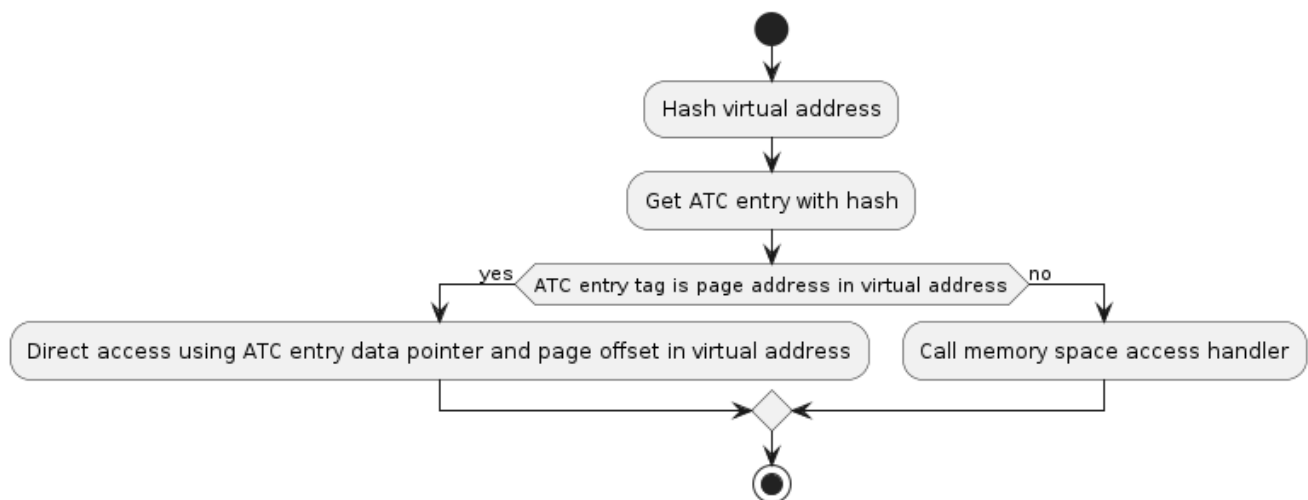 Hash virtual address
Get ATC entry with hash
yes
ATC entry tag is page address in virtual address
no
Direct access using ATC entry data pointer and page offset in virtual address
Call memory space access handler